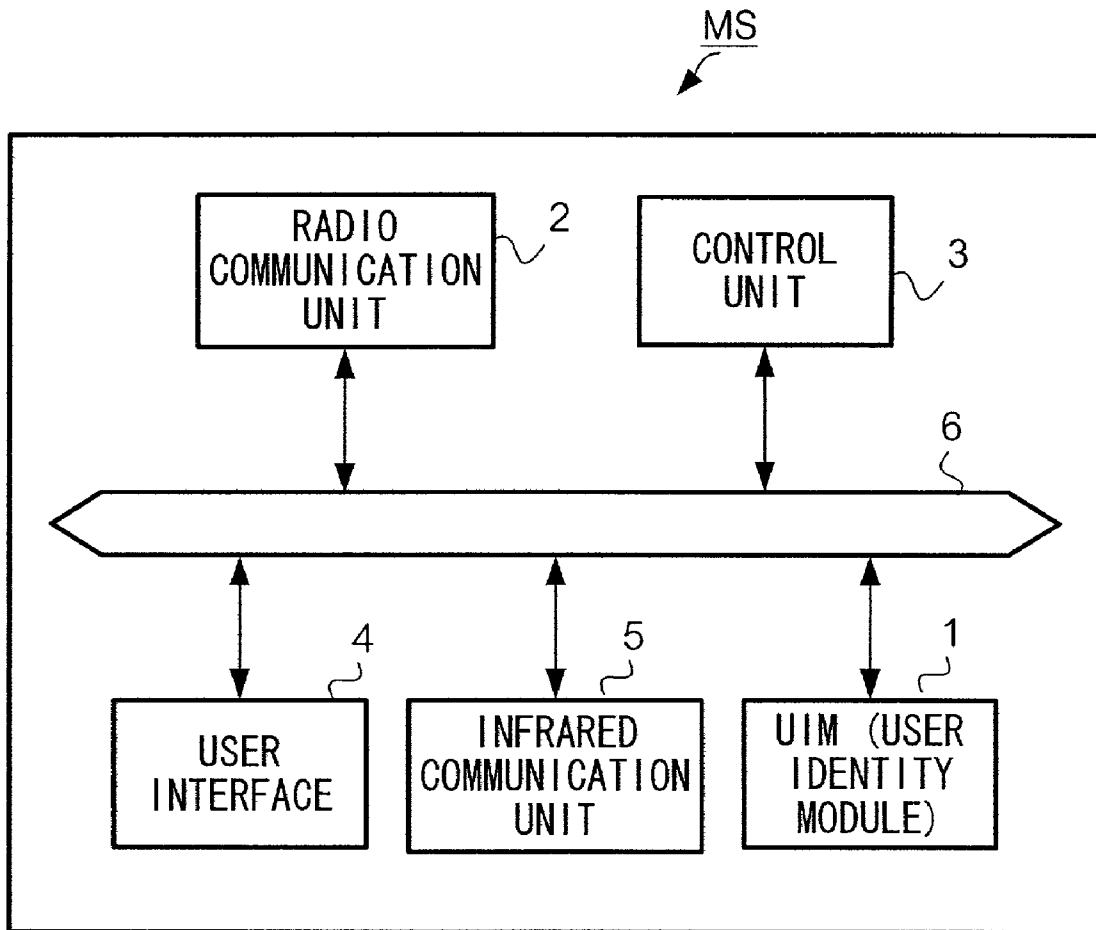 MS
RADIO
COMMUNICATION
UNIT
2
CONTROL
UNIT
3
6
4
5
1
USER
INTERFACE
INFRARED
COMMUNICATION
UNIT
UIM (USER
IDENTITY
MODULE)